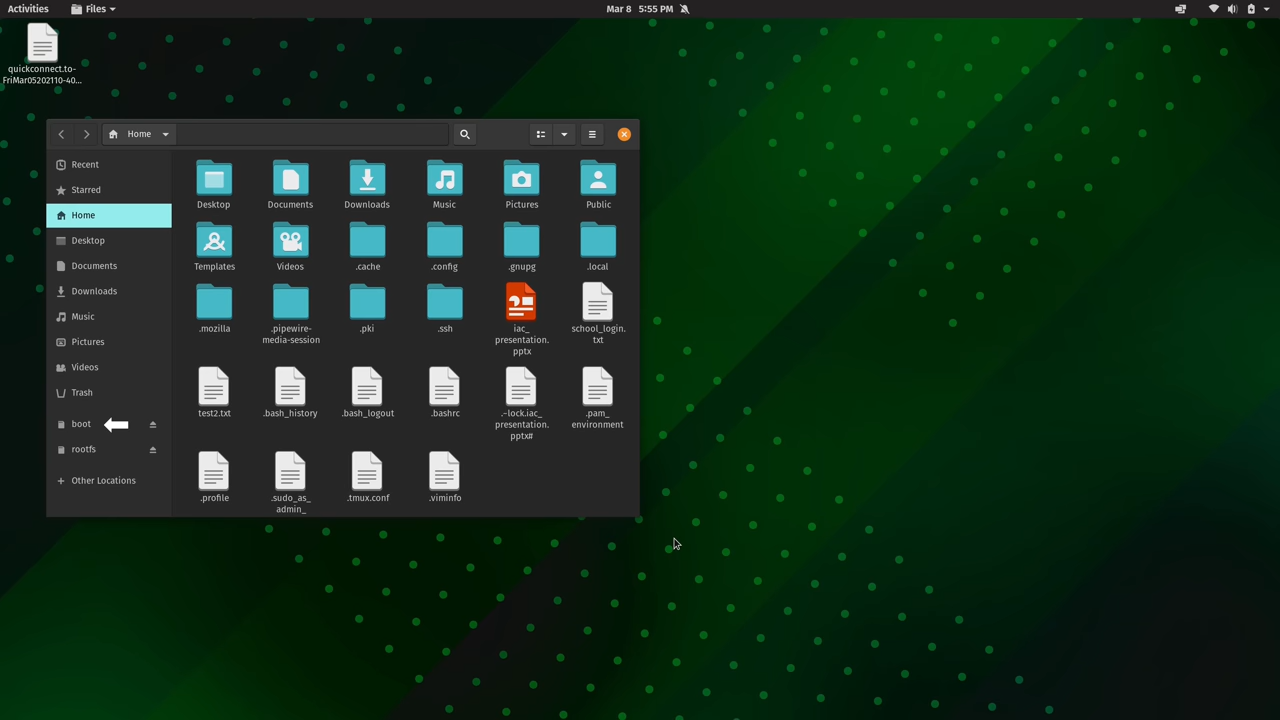 Activities Files Mar 8 5:55 PM
quickconnect.to-
FriMar05202110-40...
Home
Recent
Starred
Home
Desktop
Documents
Downloads
Music
Pictures
Videos
Trash
boot
rootfs
Other Locations
Desktop Documents Downloads Music Pictures Public
Templates Videos .cache .config .gnupg .local
.mozilla .pipewire- .pki .ssh iac_ school_login.
media-session presentation. txt
pptx
test2.txt .bash_history .bash_logout .bashrc .~lock.iac_ .pam_
presentation. environment
pptx#
.profile .sudo_as_ .tmux.conf .viminfo
admin_